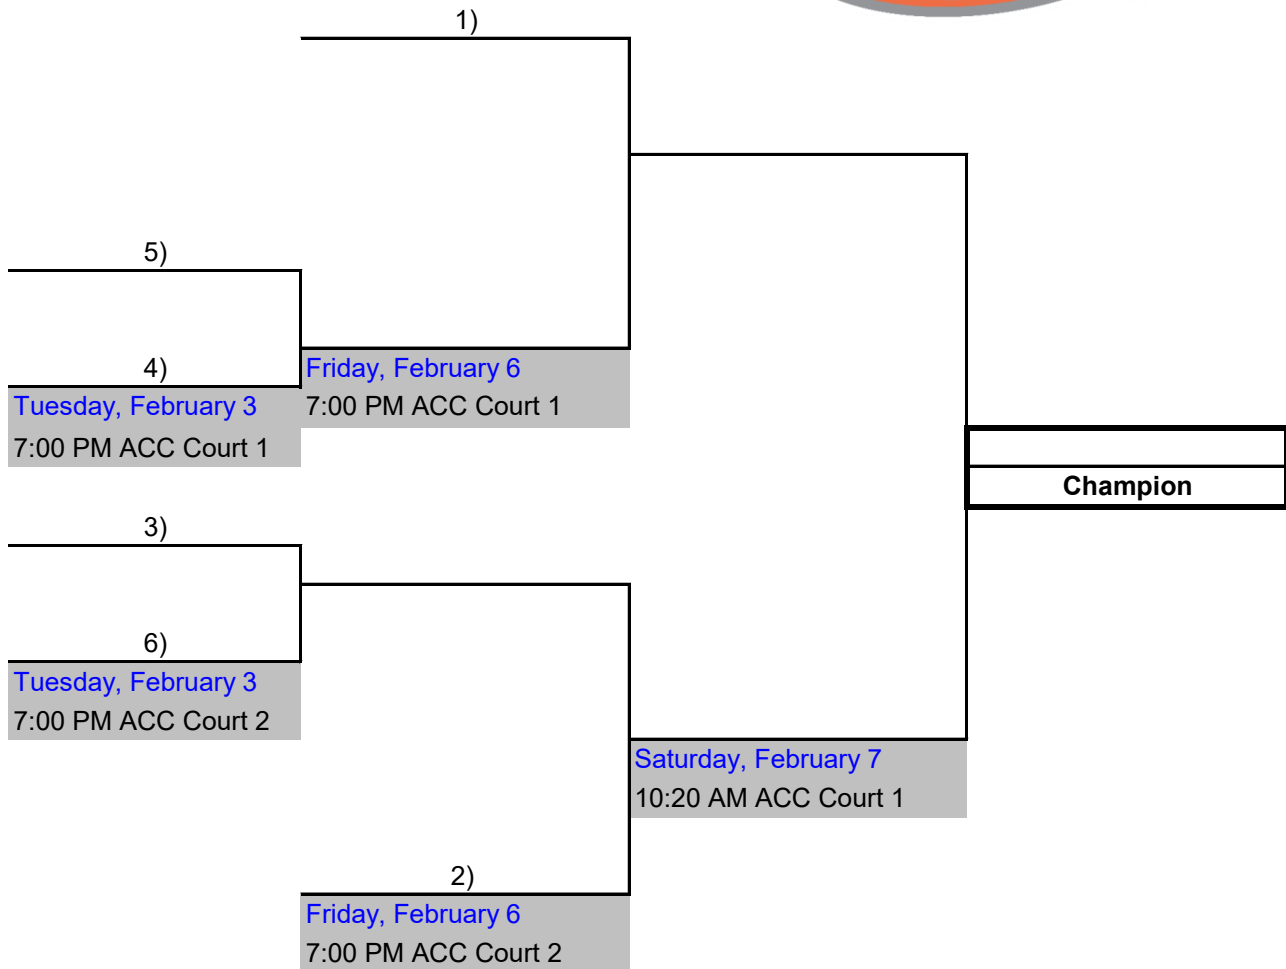 1)
5)
4)
Tuesday, February 3
7:00 PM ACC Court 1
Friday, February 6
7:00 PM ACC Court 1
Champion
3)
6)
Tuesday, February 3
7:00 PM ACC Court 2
Saturday, February 7
10:20 AM ACC Court 1
2)
Friday, February 6
7:00 PM ACC Court 2